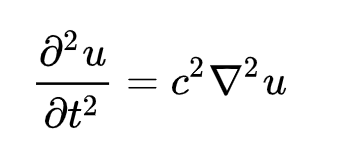 ∂²u/∂t² = c²∇²u